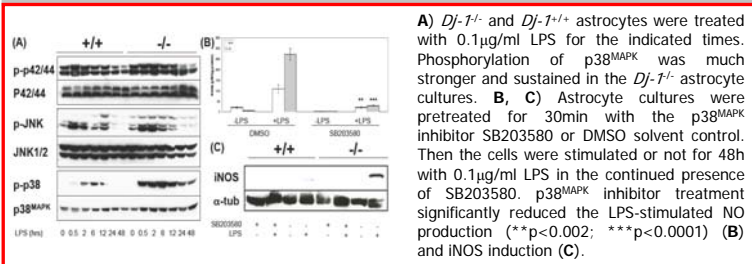 (A) +/+ -/-
p-p42/44
P42/44
p-JNK
JNK1/2
p-p38
p38MAPK
LPS (hrs) 0 0.5 2 6 12 24 48 0 0.5 2 6 12 24 48
(B)
** ***
-LPS +LPS -LPS +LPS
DMSO SB203580
(C) +/+ -/-
iNOS
α-tub
SB203580
LPS
A) Dj-1-/- and Dj-1+/+ astrocytes were treated
with 0.1μg/ml LPS for the indicated times.
Phosphorylation of p38MAPK was much
stronger and sustained in the Dj-1-/- astrocyte
cultures. B, C) Astrocyte cultures were
pretreated for 30min with the p38MAPK
inhibitor SB203580 or DMSO solvent control.
Then the cells were stimulated or not for 48h
with 0.1μg/ml LPS in the continued presence
of SB203580. p38MAPK inhibitor treatment
significantly reduced the LPS-stimulated NO
production (**p<0.002; ***p<0.0001) (B)
and iNOS induction (C).